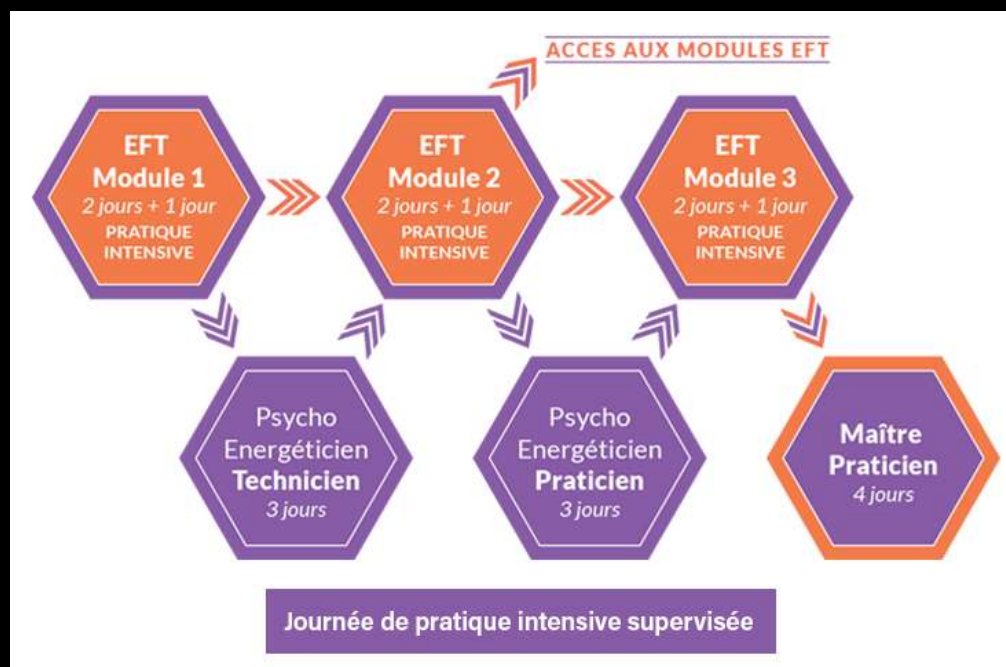 ACCES AUX MODULES EFT
EFT
Module 1
2 jours + 1 jour
PRATIQUE
INTENSIVE
EFT
Module 2
2 jours + 1 jour
PRATIQUE
INTENSIVE
EFT
Module 3
2 jours + 1 jour
PRATIQUE
INTENSIVE
Psycho
Energéticien
Technicien
3 jours
Psycho
Energéticien
Praticien
3 jours
Maître
Praticien
4 jours
Journée de pratique intensive supervisée